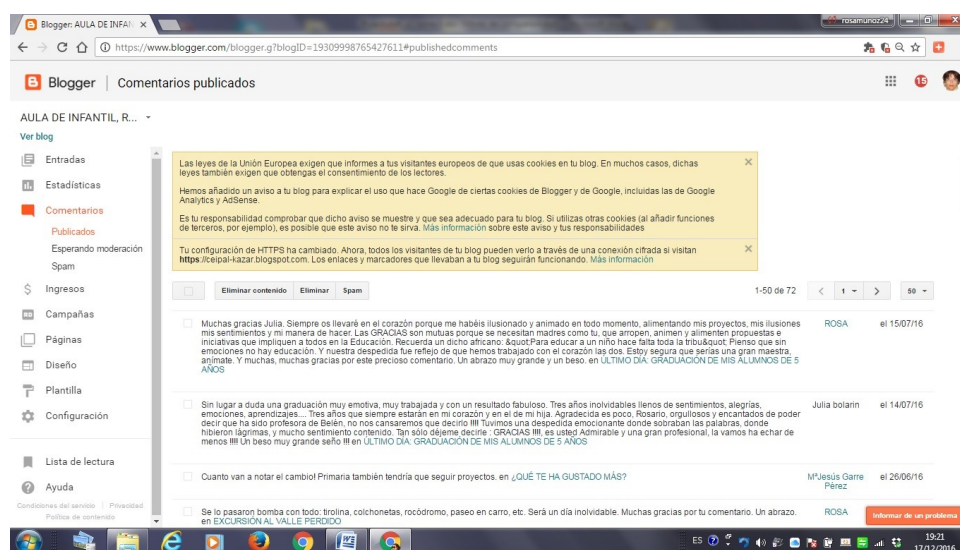 Blogger: AULA DE INFAN
rosamunoz24
https://www.blogger.com/blogger.g?blogID=19309998765427611#publishedcomments
Blogger | Comentarios publicados
15
AULA DE INFANTIL, R...
Ver blog
Entradas
Estadísticas
Comentarios
Publicados
Esperando moderación
Spam
Ingresos
Campañas
Páginas
Diseño
Plantilla
Configuración
Lista de lectura
Ayuda
Condiciones del servicio | Privacidad
Política de contenido
Las leyes de la Unión Europea exigen que informes a tus visitantes europeos de que usas cookies en tu blog. En muchos casos, dichas
leyes también exigen que obtengas el consentimiento de los lectores.
Hemos añadido un aviso a tu blog para explicar el uso que hace Google de ciertas cookies de Blogger y de Google, incluidas las de Google
Analytics y AdSense.
Es tu responsabilidad comprobar que dicho aviso se muestre y que sea adecuado para tu blog. Si utilizas otras cookies (al añadir funciones
de terceros, por ejemplo), es posible que este aviso no te sirva. Más información sobre este aviso y tus responsabilidades
Tu configuración de HTTPS ha cambiado. Ahora, todos los visitantes de tu blog pueden verlo a través de una conexión cifrada si visitan
https://ceipal-kazar.blogspot.com. Los enlaces y marcadores que llevaban a tu blog seguirán funcionando. Más información
Eliminar contenido Eliminar Spam 1-50 de 72 1 50
Muchas gracias Julia. Siempre os llevaré en el corazón porque me habéis ilusionado y animado en todo momento, alimentando mis proyectos, mis ilusiones
mis sentimientos y mi manera de hacer. Las GRACIAS son mutuas porque se necesitan madres como tu, que arropen, animen y alimenten propuestas e
iniciativas que impliquen a todos en la Educación. Recuerda un dicho africano: &quot;Para educar a un niño hace falta toda la tribu&quot; Pienso que sin
emociones no hay educación. Y nuestra despedida fue reflejo de que hemos trabajado con el corazón las dos. Estoy segura que serías una gran maestra,
anímate. Y muchas, muchas gracias por este precioso comentario. Un abrazo muy grande y un beso. en ÚLTIMO DÍA: GRADUACIÓN DE MIS ALUMNOS DE 5
AÑOS
ROSA el 15/07/16
Sin lugar a duda una graduación muy emotiva, muy trabajada y con un resultado fabuloso. Tres años inolvidables llenos de sentimientos, alegrías,
emociones, aprendizajes.... Tres años que siempre estarán en mi corazón y en el de mi hija. Agradecida es poco, Rosario, orgullosos y encantados de poder
decir que ha sido profesora de Belén, no nos cansaremos que decirlo !!!! Tuvimos una despedida emocionante donde sobraban las palabras, donde
hibieron lágrimas, y mucho sentimiento contenido. Tan sólo déjeme decirle : GRACIAS !!!!, es usted Admirable y una gran profesional, la vamos ha echar de
menos !!!! Un beso muy grande seño !!! en ÚLTIMO DÍA: GRADUACIÓN DE MIS ALUMNOS DE 5 AÑOS
Julia bolarin el 14/07/16
Cuanto van a notar el cambio! Primaria también tendría que seguir proyectos. en ¿QUÉ TE HA GUSTADO MÁS?
MªJesús Garre
Pérez
el 26/06/16
Se lo pasaron bomba con todo: tirolina, colchonetas, rocódromo, paseo en carro, etc. Será un día inolvidable. Muchas gracias por tu comentario. Un abrazo.
en EXCURSIÓN AL VALLE PERDIDO
ROSA
Informar de un problema
ES
19:21
17/12/2016